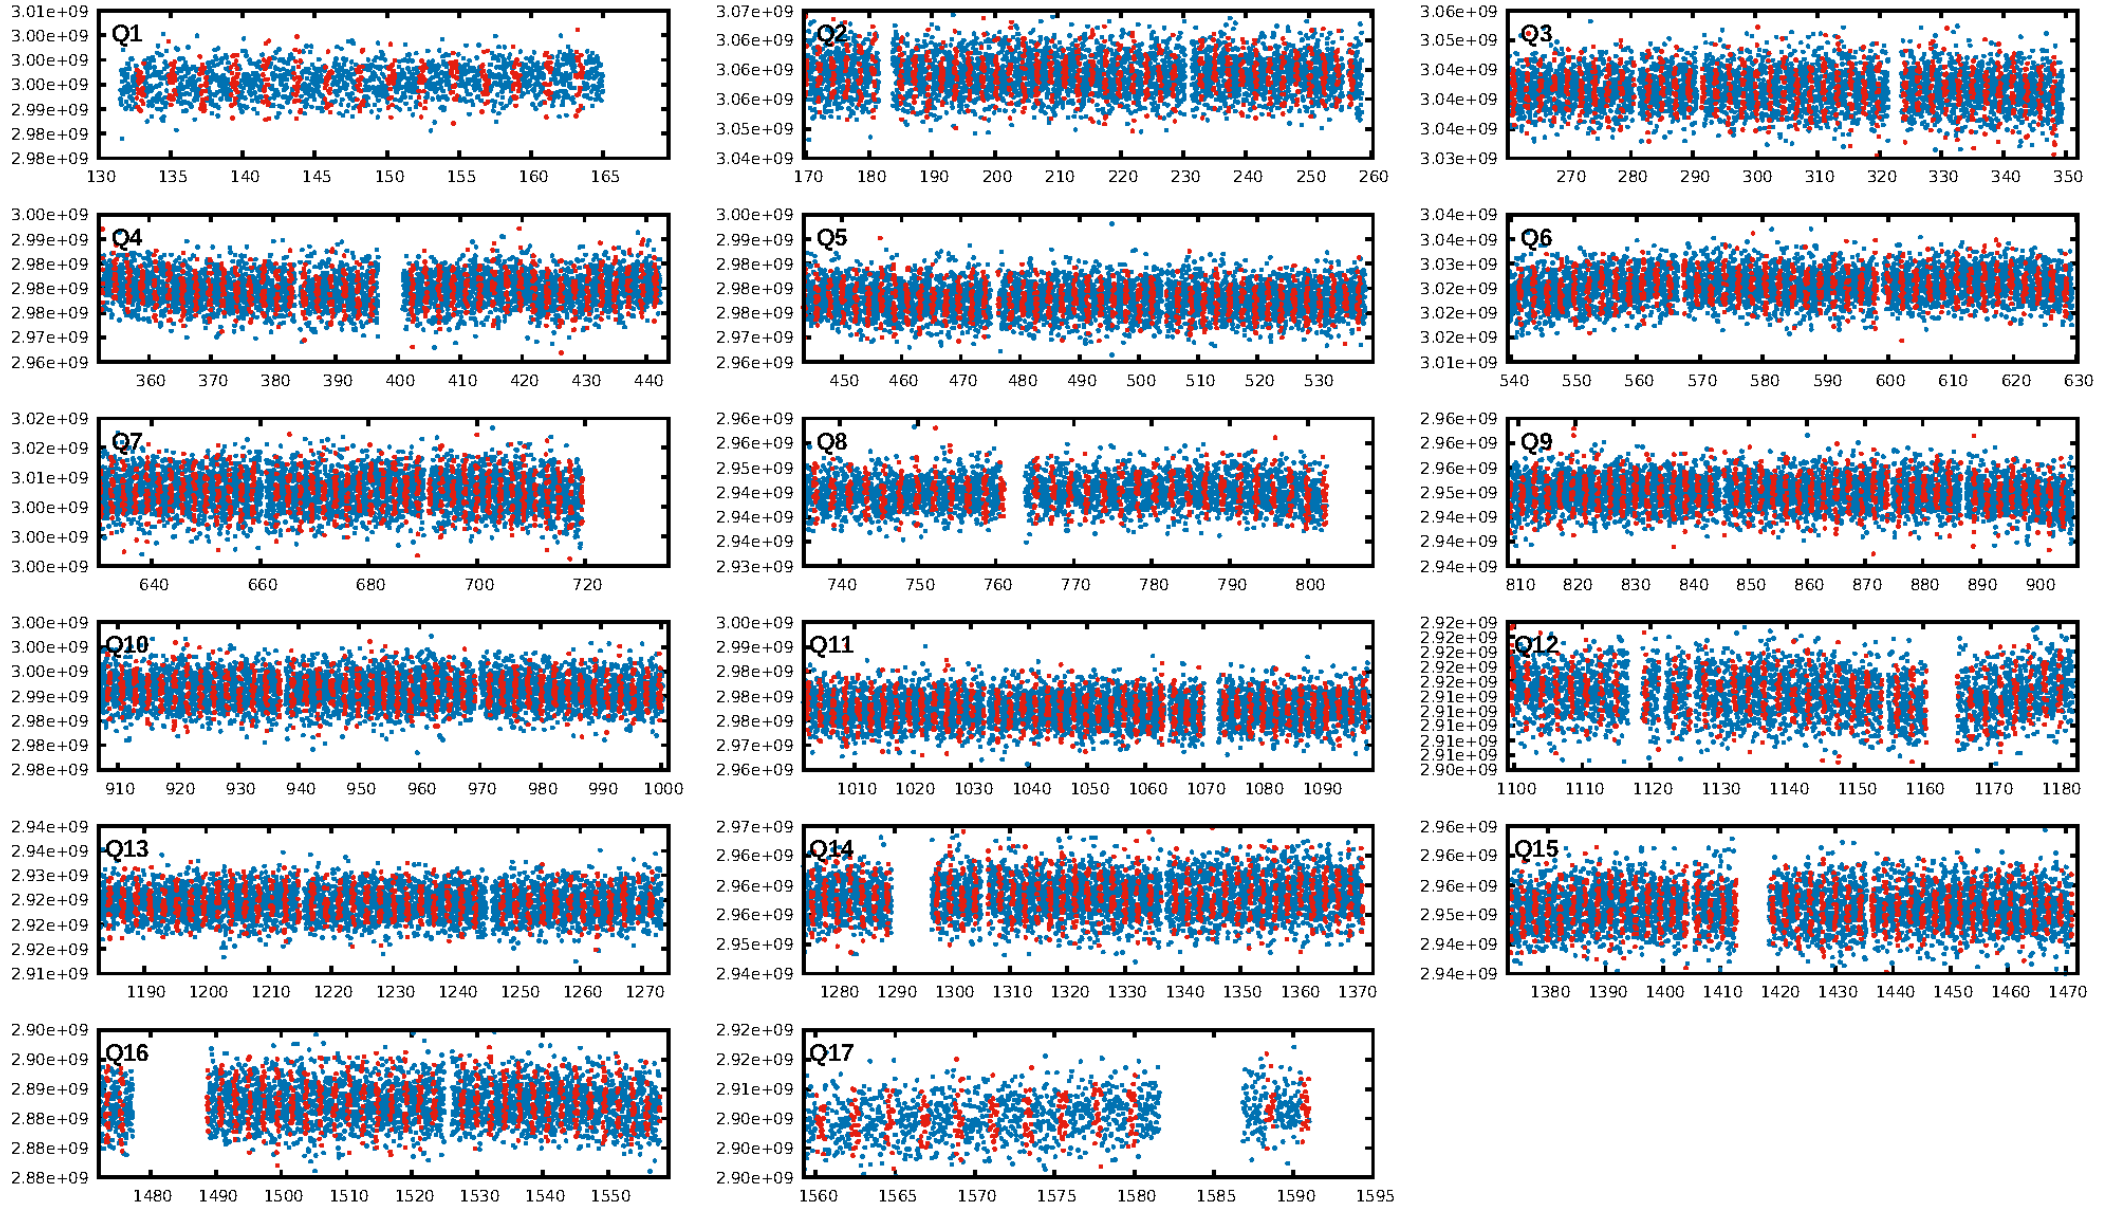 3.01e+09 3.00e+09 3.00e+09 3.00e+09 2.99e+09 2.98e+09 2.98e+09
Q1
130 135 140 145 150 155 160 165
3.07e+09 3.06e+09 3.06e+09 3.06e+09 3.05e+09 3.04e+09
Q2
170 180 190 200 210 220 230 240 250 260
3.06e+09 3.05e+09 3.04e+09 3.04e+09 3.04e+09 3.03e+09
Q3
270 280 290 300 310 320 330 340 350
3.00e+09 2.99e+09 2.98e+09 2.98e+09 2.98e+09 2.97e+09 2.96e+09
Q4
360 370 380 390 400 410 420 430 440
3.00e+09 2.99e+09 2.98e+09 2.98e+09 2.98e+09 2.97e+09 2.96e+09
Q5
450 460 470 480 490 500 510 520 530
3.04e+09 3.04e+09 3.03e+09 3.02e+09 3.02e+09 3.02e+09 3.01e+09
Q6
540 550 560 570 580 590 600 610 620 630
3.02e+09 3.02e+09 3.01e+09 3.00e+09 3.00e+09 3.00e+09
Q7
640 660 680 700 720
2.96e+09 2.96e+09 2.95e+09 2.94e+09 2.94e+09 2.94e+09 2.93e+09
Q8
740 750 760 770 780 790 800
2.96e+09 2.96e+09 2.96e+09 2.95e+09 2.94e+09 2.94e+09 2.94e+09
Q9
810 820 830 840 850 860 870 880 890 900
3.00e+09 3.00e+09 3.00e+09 2.99e+09 2.98e+09 2.98e+09 2.98e+09
Q10
910 920 930 940 950 960 970 980 990 1000
3.00e+09 2.99e+09 2.98e+09 2.98e+09 2.98e+09 2.97e+09 2.96e+09
Q11
1010 1020 1030 1040 1050 1060 1070 1080 1090
2.92e+09 2.92e+09 2.92e+09 2.92e+09 2.92e+09 2.91e+09 2.91e+09 2.91e+09 2.91e+09 2.91e+09 2.90e+09
Q12
1100 1110 1120 1130 1140 1150 1160 1170 1180
2.94e+09 2.94e+09 2.93e+09 2.92e+09 2.92e+09 2.92e+09 2.91e+09
Q13
1190 1200 1210 1220 1230 1240 1250 1260 1270
2.97e+09 2.96e+09 2.96e+09 2.96e+09 2.95e+09 2.94e+09
Q14
1280 1290 1300 1310 1320 1330 1340 1350 1360 1370
2.96e+09 2.96e+09 2.96e+09 2.95e+09 2.94e+09 2.94e+09
Q15
1380 1390 1400 1410 1420 1430 1440 1450 1460 1470
2.90e+09 2.90e+09 2.89e+09 2.88e+09 2.88e+09 2.88e+09
Q16
1480 1490 1500 1510 1520 1530 1540 1550
2.92e+09 2.92e+09 2.91e+09 2.90e+09 2.90e+09 2.90e+09
Q17
1560 1565 1570 1575 1580 1585 1590 1595